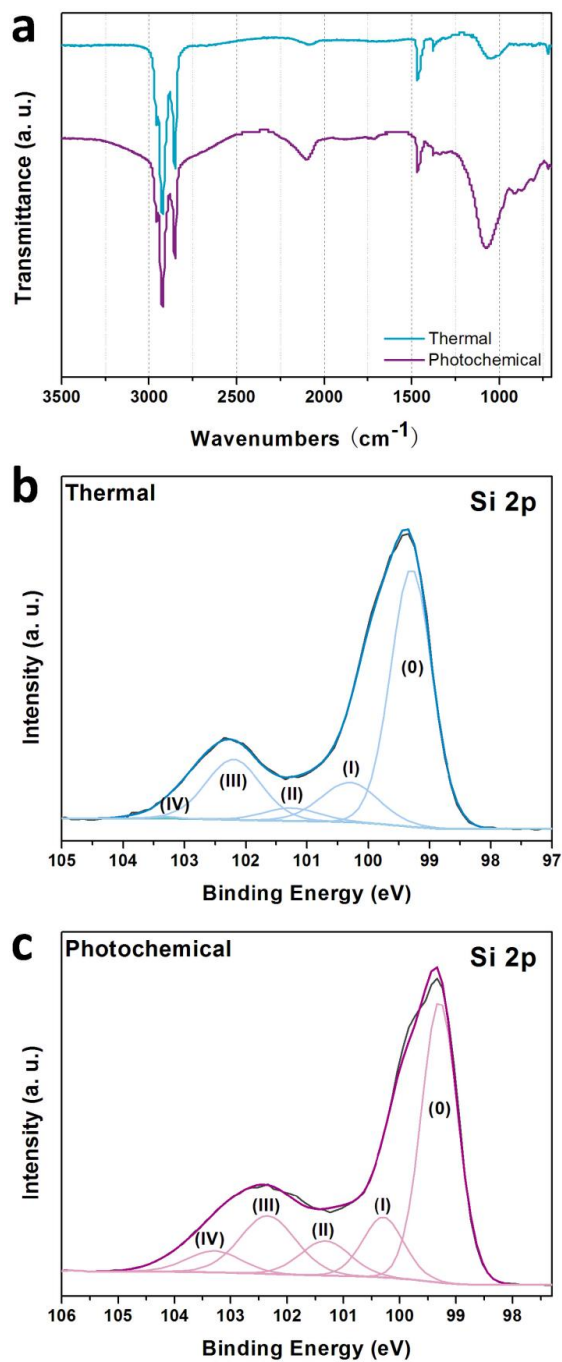 a
Transmittance (a. u.)
Thermal
Photochemical
3500 3000 2500 2000 1500 1000
Wavenumbers (cm-1)
b
Thermal
Si 2p
Intensity (a. u.)
(0)
(I)
(II)
(III)
(IV)
105 104 103 102 101 100 99 98 97
Binding Energy (eV)
c
Photochemical
Si 2p
Intensity (a. u.)
(0)
(I)
(II)
(III)
(IV)
106 105 104 103 102 101 100 99 98
Binding Energy (eV)